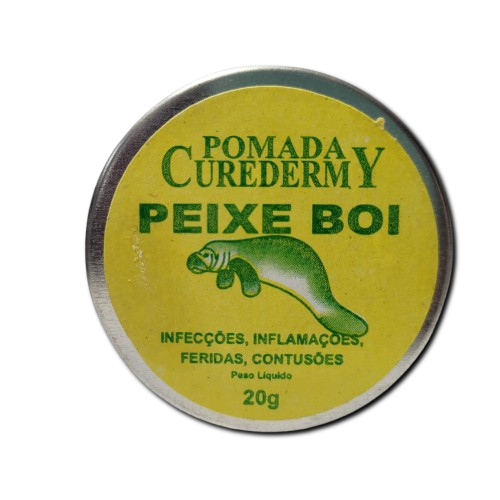 POMADA
CUREDERMY
PEIXE BOI
INFECÇÕES, INFLAMAÇÕES,
FERIDAS, CONTUSÕES
Peso Líquido
20g